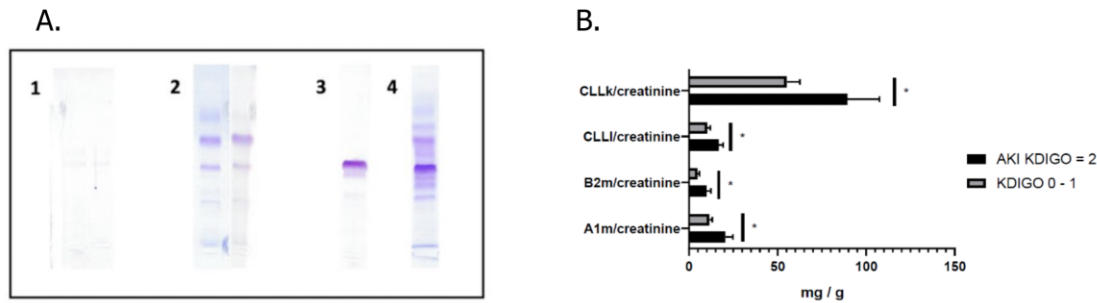 A.
B.
1
2
3
4
CLLk/creatinine
CLLl/creatinine
B2m/creatinine
A1m/creatinine
*
*
*
*
AKI KDIGO = 2
KDIGO 0 - 1
0
50
100
150
mg / g